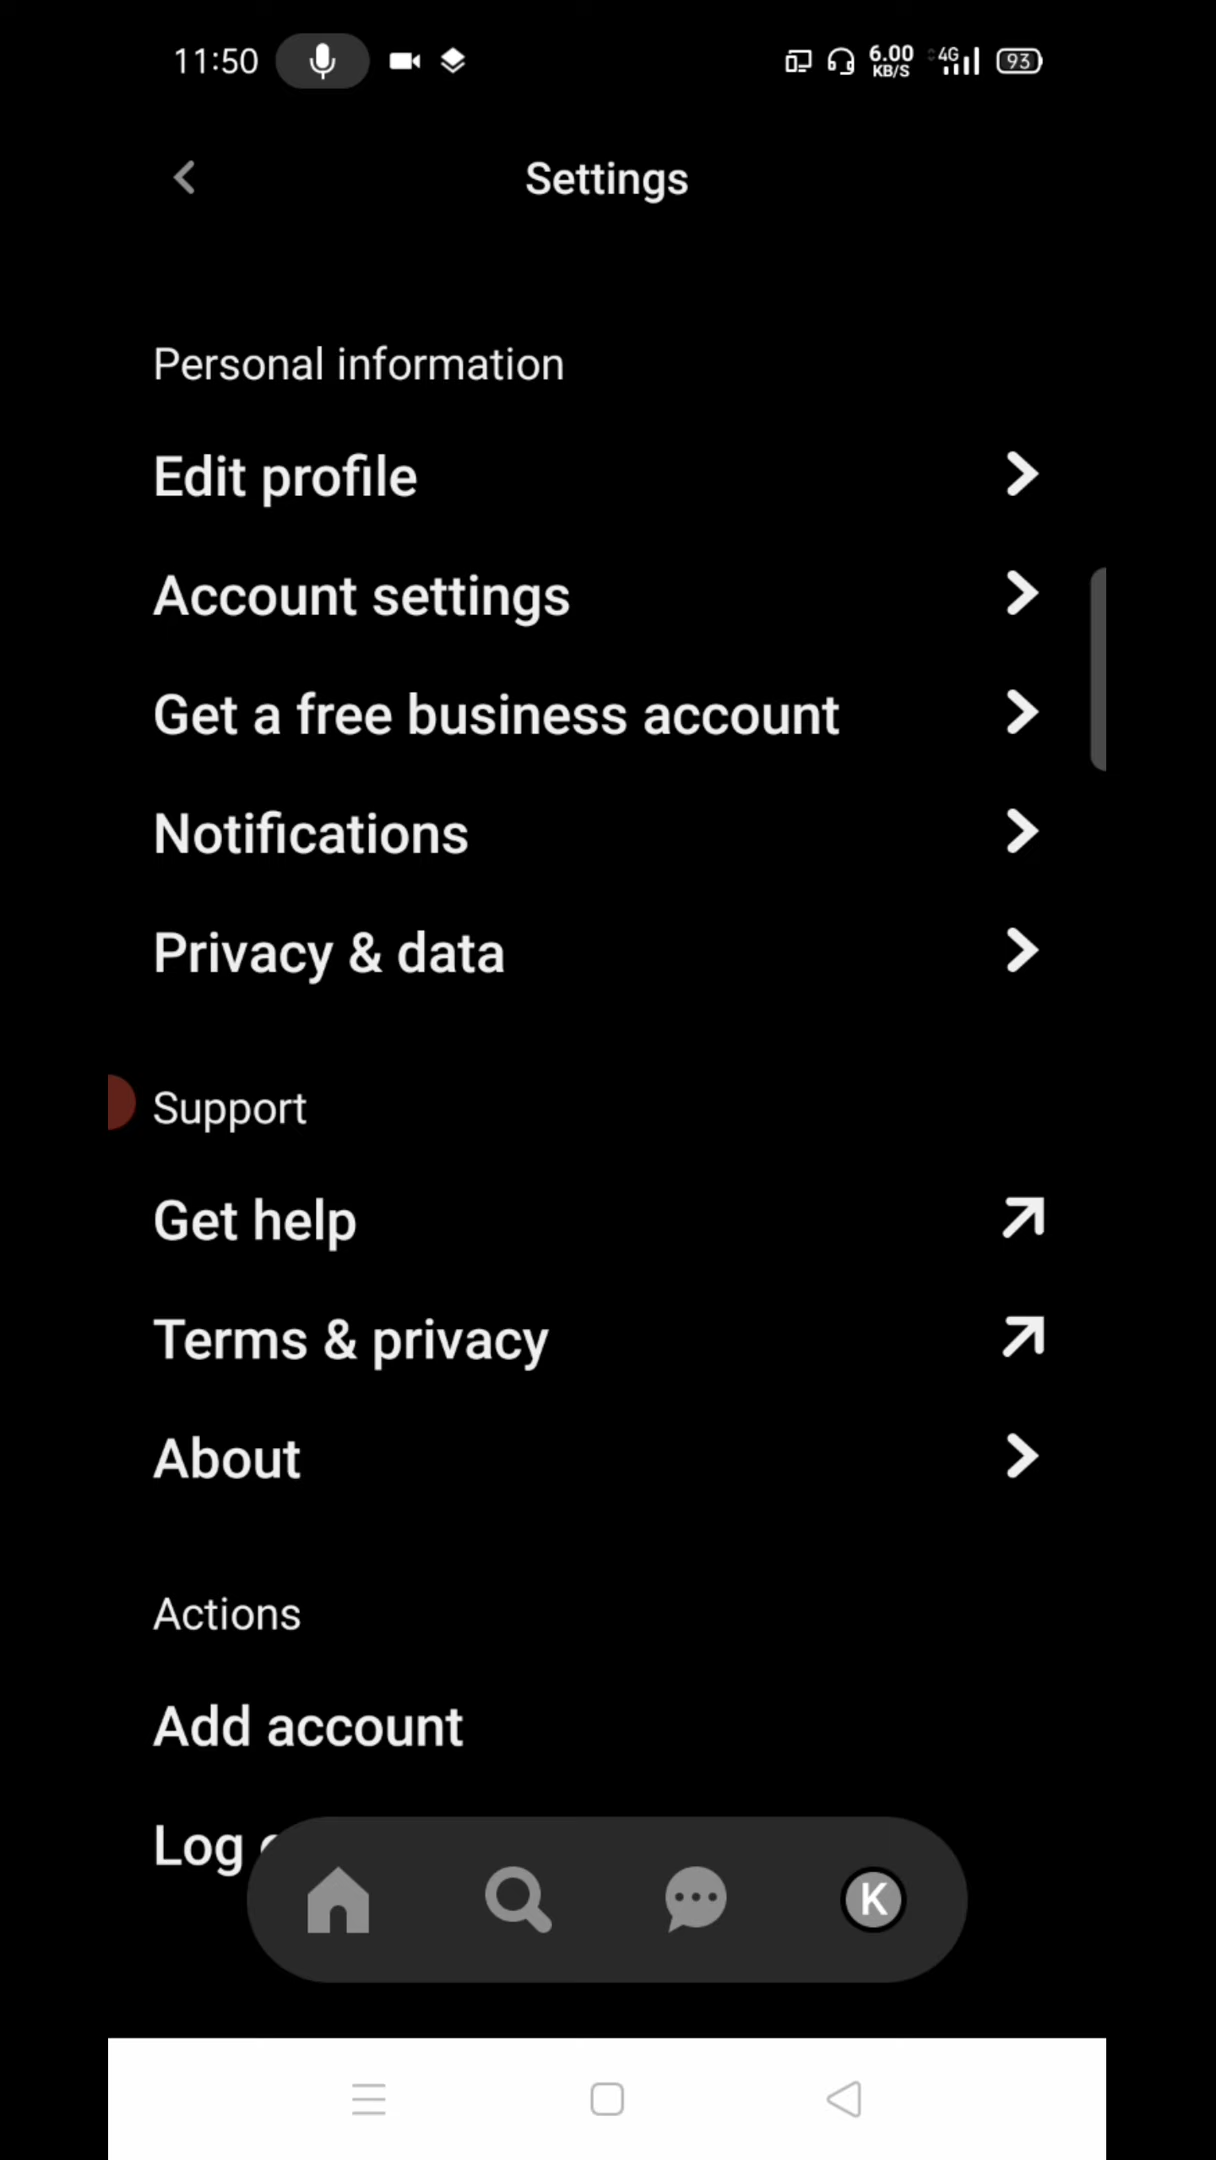 11:50 6.00 KB/S 4G 93
Settings
Personal information
Edit profile
Account settings
Get a free business account
Notifications
Privacy & data
Support
Get help
Terms & privacy
About
Actions
Add account
Log
K